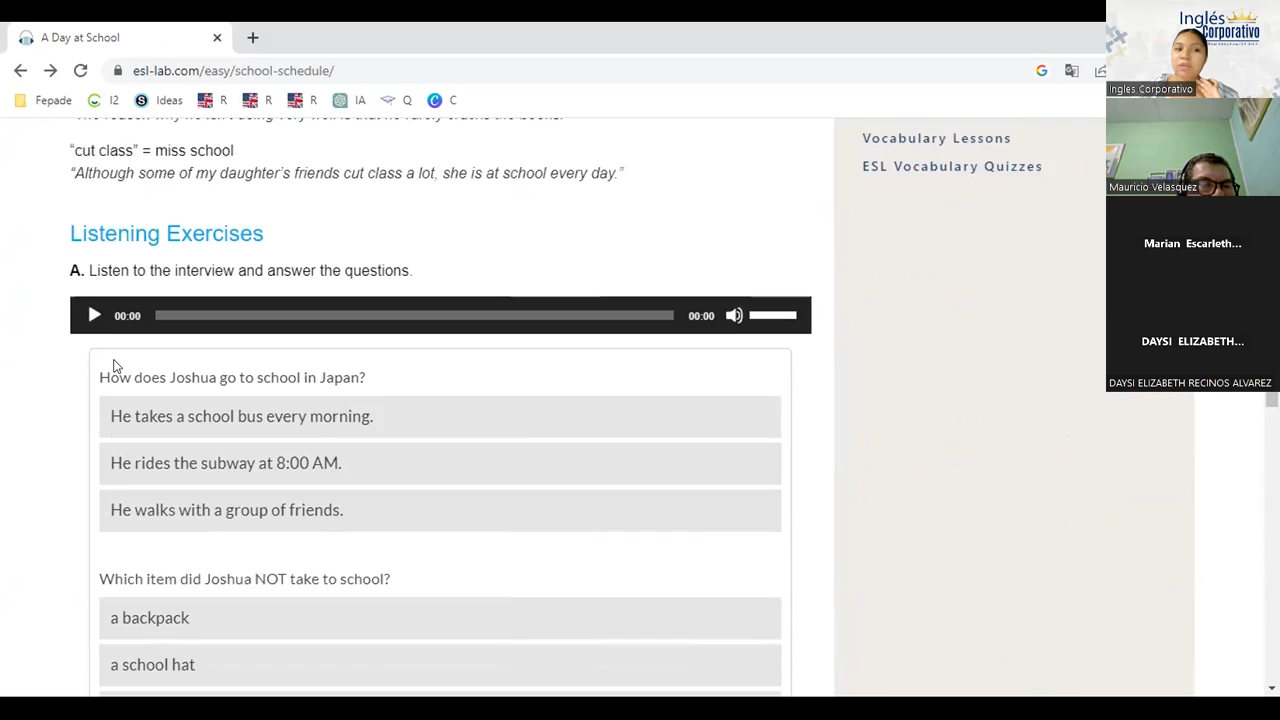 A Day at School
esl-lab.com/easy/school-schedule/
Fepade I2 Ideas R R R IA Q C
"cut class" = miss school
"Although some of my daughter's friends cut class a lot, she is at school every day."
Listening Exercises
A. Listen to the interview and answer the questions.
00:00 00:00
How does Joshua go to school in Japan?
He takes a school bus every morning.
He rides the subway at 8:00 AM.
He walks with a group of friends.
Which item did Joshua NOT take to school?
a backpack
a school hat
Vocabulary Lessons
ESL Vocabulary Quizzes
Inglés
Corporativo
Ingles Corporativo
Mauricio Velasquez
Marian Escarleth...
DAYSI ELIZABETH...
DAYSI ELIZABETH RECINOS ALVAREZ